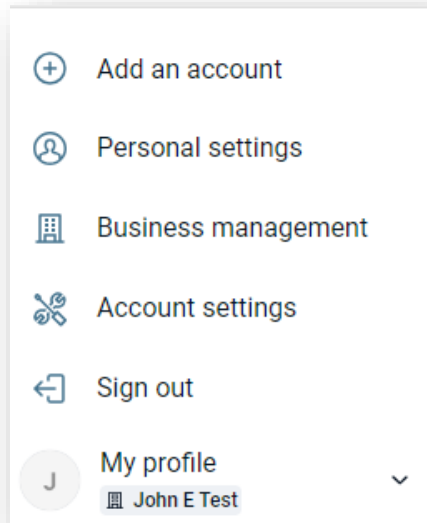 Add an account
Personal settings
Business management
Account settings
Sign out
J
My profile
John E Test